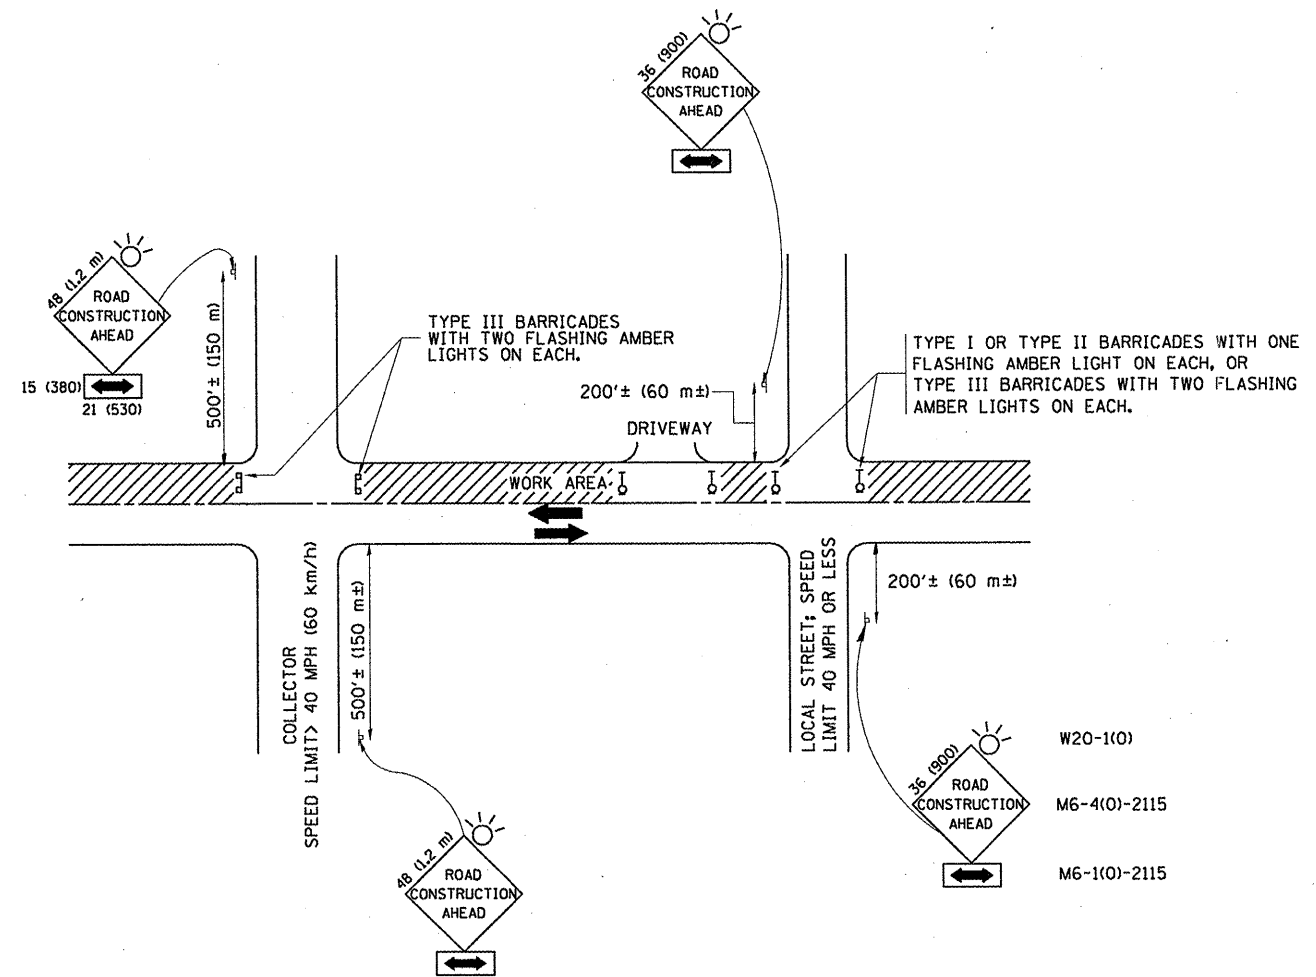 36 (900)
ROAD
CONSTRUCTION
AHEAD
48 (1.2 m)
ROAD
CONSTRUCTION
AHEAD
15 (380)
21 (530)
500'± (150 m)
TYPE III BARRICADES
WITH TWO FLASHING AMBER
LIGHTS ON EACH.
200'± (60 m±)
DRIVEWAY
TYPE I OR TYPE II BARRICADES WITH ONE
FLASHING AMBER LIGHT ON EACH, OR
TYPE III BARRICADES WITH TWO FLASHING
AMBER LIGHTS ON EACH.
WORK AREA
COLLECTOR
SPEED LIMIT> 40 MPH (60 km/h)
500'± (150 m±)
LOCAL STREET; SPEED
LIMIT 40 MPH OR LESS
200'± (60 m±)
36 (900)
ROAD
CONSTRUCTION
AHEAD
W20-1(O)
M6-4(O)-2115
M6-1(O)-2115
48 (1.2 m)
ROAD
CONSTRUCTION
AHEAD